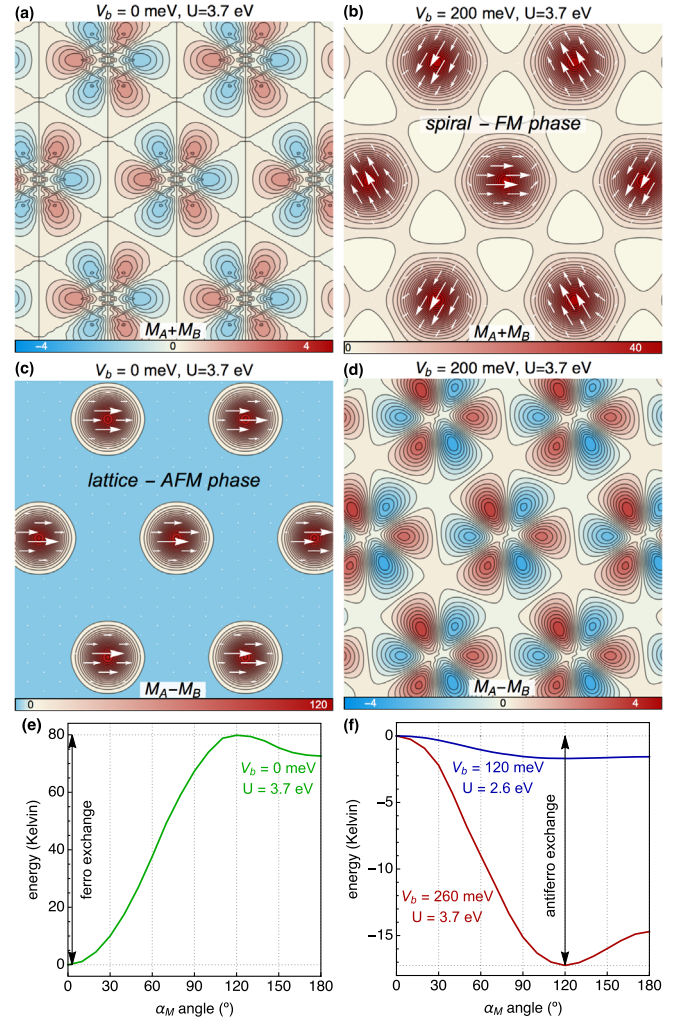 (a) V_b = 0 meV, U=3.7 eV
M_A+M_B
−4 0 4
(b) V_b = 200 meV, U=3.7 eV
spiral − FM phase
M_A+M_B
0 40
(c) V_b = 0 meV, U=3.7 eV
lattice − AFM phase
M_A−M_B
0 120
(d) V_b = 200 meV, U=3.7 eV
M_A−M_B
−4 0 4
(e)
80
60
40
20
0
energy (Kelvin)
ferro exchange
V_b = 0 meV
U = 3.7 eV
0 30 60 90 120 150 180
α_M angle (º)
(f)
0
−5
−10
−15
energy (Kelvin)
V_b = 120 meV
U = 2.6 eV
antiferro exchange
V_b = 260 meV
U = 3.7 eV
0 30 60 90 120 150 180
α_M angle (º)